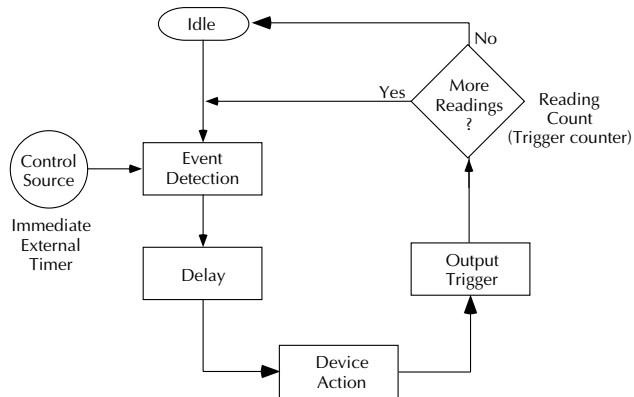 Idle
No
Yes
More
Readings
?
Reading
Count
(Trigger counter)
Control
Source
Event
Detection
Immediate
External
Timer
Delay
Output
Trigger
Device
Action